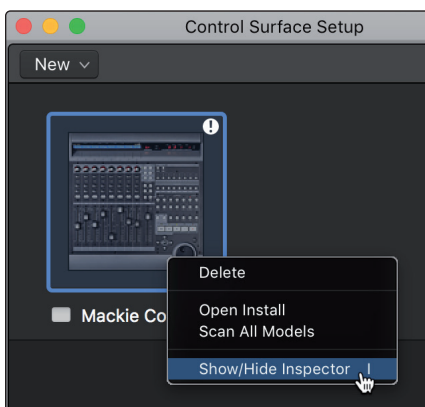 Control Surface Setup
New
!
Delete
Open Install
Mackie Co
Scan All Models
Show/Hide Inspector I